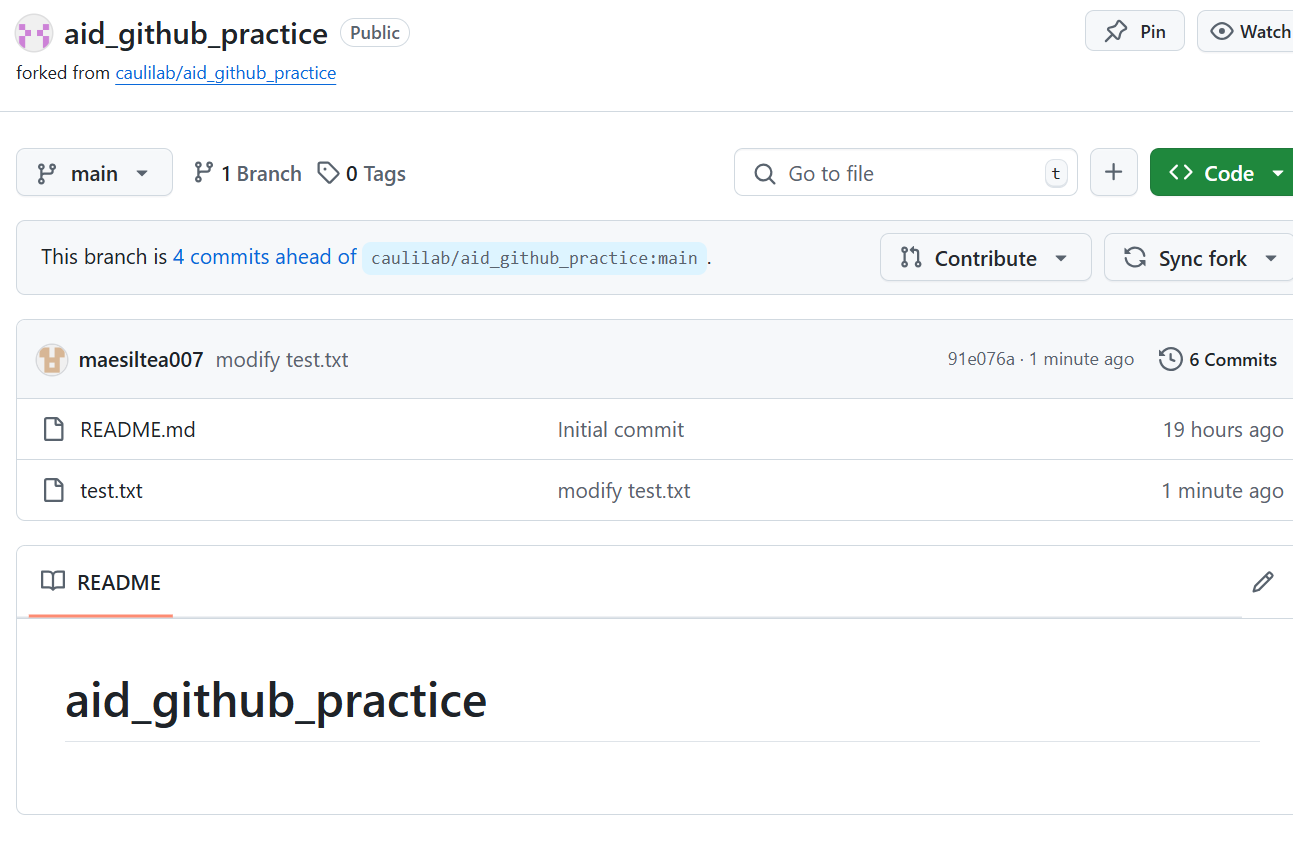 aid_github_practice Public Pin Watch
forked from caulilab/aid_github_practice
main 1 Branch 0 Tags Go to file t + Code
This branch is 4 commits ahead of caulilab/aid_github_practice:main . Contribute Sync fork
maesiltea007 modify test.txt 91e076a · 1 minute ago 6 Commits
README.md Initial commit 19 hours ago
test.txt modify test.txt 1 minute ago
README
aid_github_practice